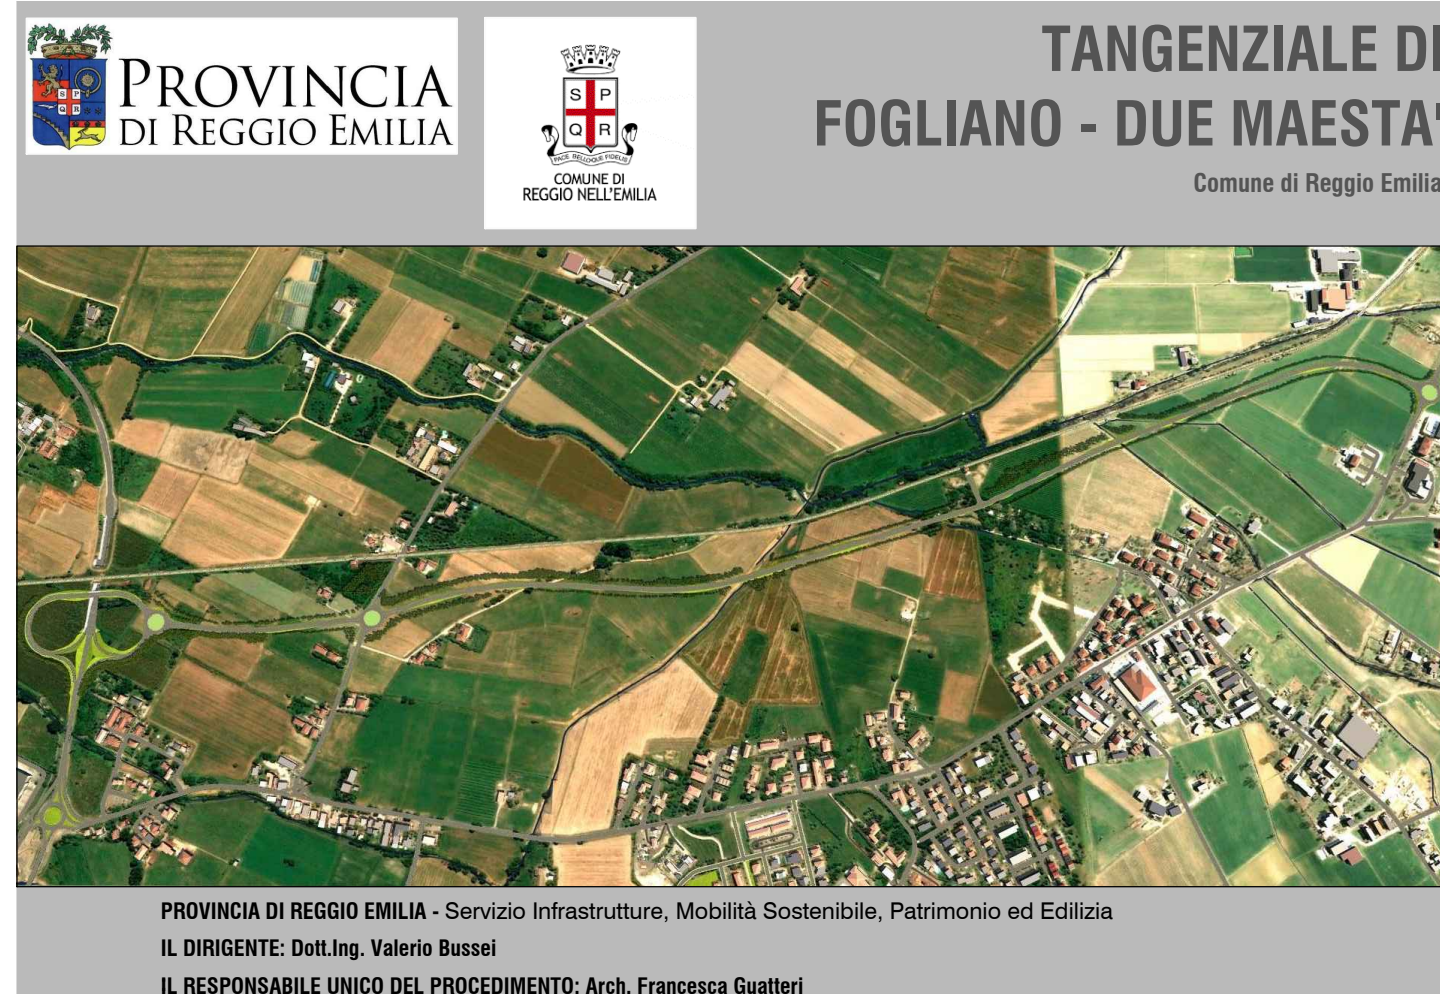 PROVINCIA
DI REGGIO EMILIA
S P
Q R
S P
Q R
PACE BELLOQUE FIDELIS
COMUNE DI
REGGIO NELL'EMILIA
TANGENZIALE DI
FOGLIANO - DUE MAESTA'
Comune di Reggio Emilia
PROVINCIA DI REGGIO EMILIA - Servizio Infrastrutture, Mobilità Sostenibile, Patrimonio ed Edilizia
IL DIRIGENTE: Dott.Ing. Valerio Bussei
IL RESPONSABILE UNICO DEL PROCEDIMENTO: Arch. Francesca Guatteri